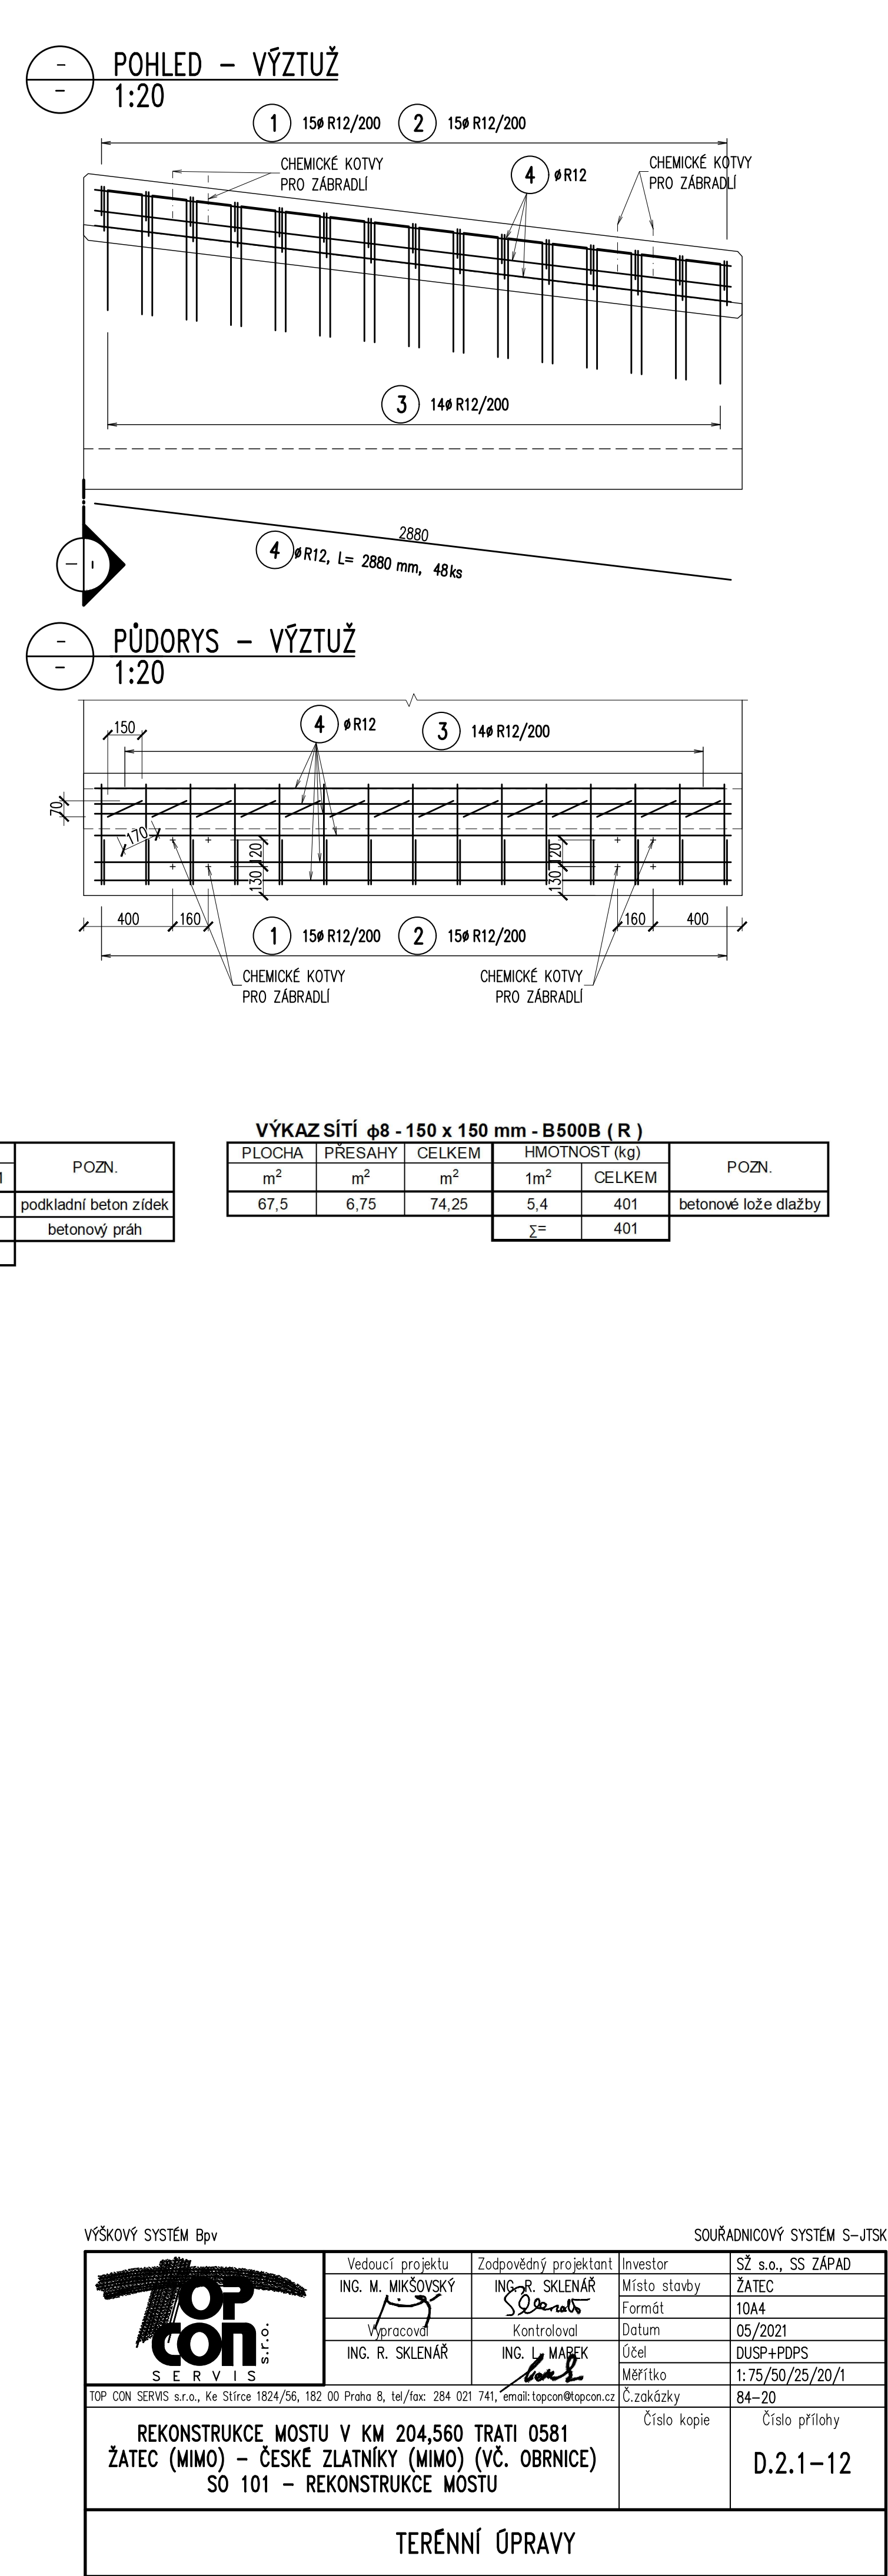 POHLED – VÝZTUŽ
1:20
1 15ø R12/200 2 15ø R12/200
CHEMICKÉ KOTVY
PRO ZÁBRADLÍ
4 øR12
CHEMICKÉ KOTVY
PRO ZÁBRADLÍ
3 14ø R12/200
2880
4 øR12, L= 2880 mm, 48ks
PŮDORYS – VÝZTUŽ
1:20
150
4 øR12
3 14ø R12/200
70
170
120
130
120
130
400
160
160
400
1 15ø R12/200 2 15ø R12/200
CHEMICKÉ KOTVY
PRO ZÁBRADLÍ
CHEMICKÉ KOTVY
PRO ZÁBRADLÍ
POZN.
podkladní beton zídek
betonový práh
VÝKAZ SÍTÍ ϕ8 - 150 x 150 mm - B500B ( R )
PLOCHA PŘESAHY CELKEM HMOTNOST (kg) POZN.
m² m² m² 1m² CELKEM
67,5 6,75 74,25 5,4 401 betonové lože dlažby
∑= 401
VÝŠKOVÝ SYSTÉM Bpv
SOUŘADNICOVÝ SYSTÉM S–JTSK
TOP
CON
s.r.o.
SERVIS
Vedoucí projektu Zodpovědný projektant Investor SŽ s.o., SS ZÁPAD
ING. M. MIKŠOVSKÝ ING. R. SKLENÁŘ Místo stavby ŽATEC
Formát 10A4
Vypracoval Kontroloval Datum 05/2021
ING. R. SKLENÁŘ ING. L. MAREK Účel DUSP+PDPS
Měřítko 1:75/50/25/20/1
TOP CON SERVIS s.r.o., Ke Stírce 1824/56, 182 00 Praha 8, tel/fax: 284 021 741, email:topcon@topcon.cz Č.zakázky 84–20
REKONSTRUKCE MOSTU V KM 204,560 TRATI 0581
ŽATEC (MIMO) – ČESKÉ ZLATNÍKY (MIMO) (VČ. OBRNICE)
SO 101 – REKONSTRUKCE MOSTU
Číslo kopie Číslo přílohy
D.2.1–12
TERÉNNÍ ÚPRAVY